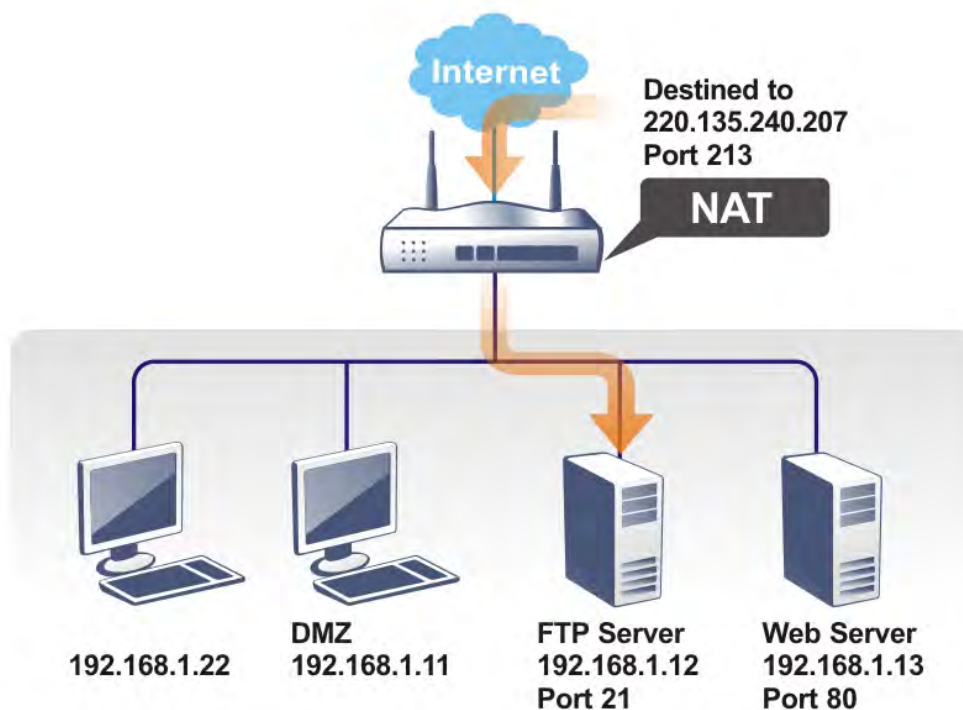 Internet
Destined to
220.135.240.207
Port 213
NAT
192.168.1.22
DMZ
192.168.1.11
FTP Server
192.168.1.12
Port 21
Web Server
192.168.1.13
Port 80